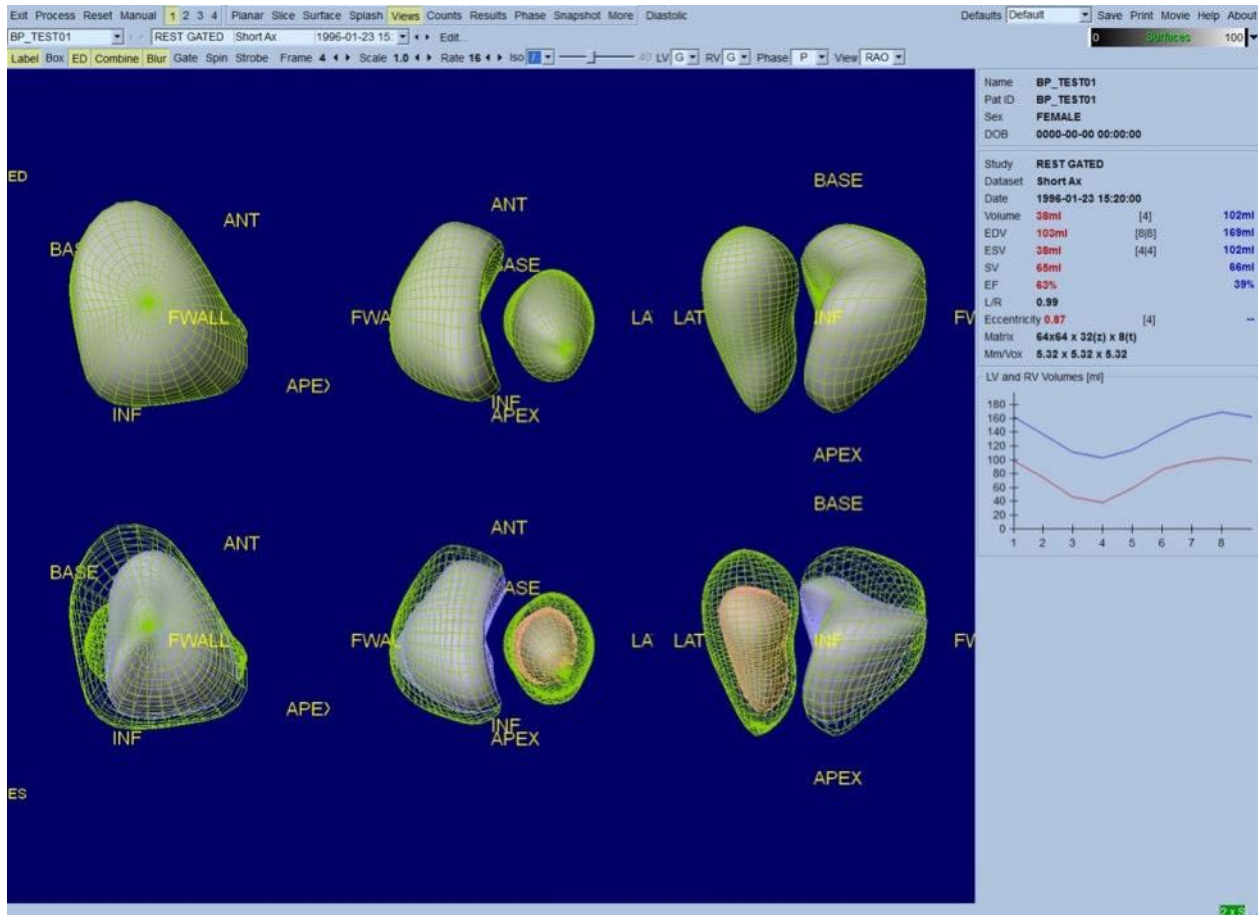 Exit Process Reset Manual 1 2 3 4 Planar Slice Surface Splash Views Counts Results Phase Snapshot More Diastolic Defaults Default Save Print Movie Help About
BP_TEST01 REST GATED Short Ax 1996-01-23 15: Edit... 0 Surfaces 100
Label Box ED Combine Blur Gate Spin Strobe Frame 4 Scale 1.0 Rate 16 Iso / 40 LV G RV G Phase P View RAO
Name BP_TEST01
Pat ID BP_TEST01
Sex FEMALE
DOB 0000-00-00 00:00:00
Study REST GATED
Dataset Short Ax
Date 1996-01-23 15:20:00
Volume 38ml [4] 102ml
EDV 103ml [8|8] 169ml
ESV 38ml [4|4] 102ml
SV 65ml 66ml
EF 63% 39%
L/R 0.99
Eccentricity 0.87 [4] --
Matrix 64x64 x 32(z) x 8(t)
Mm/Vox 5.32 x 5.32 x 5.32
LV and RV Volumes [ml]
180
160
140
120
100
80
60
40
20
0
1 2 3 4 5 6 7 8
ED
BASE
ANT ANT
BAS BASE
FWALL FWA LA LAT INF FV
APEX
INF INF
APEX
APEX
BASE
ANT ANT
BASE ASE
FWALL FWAL LA LAT INF FV
APEX
INF INF
APEX
APEX
ES
2 x S